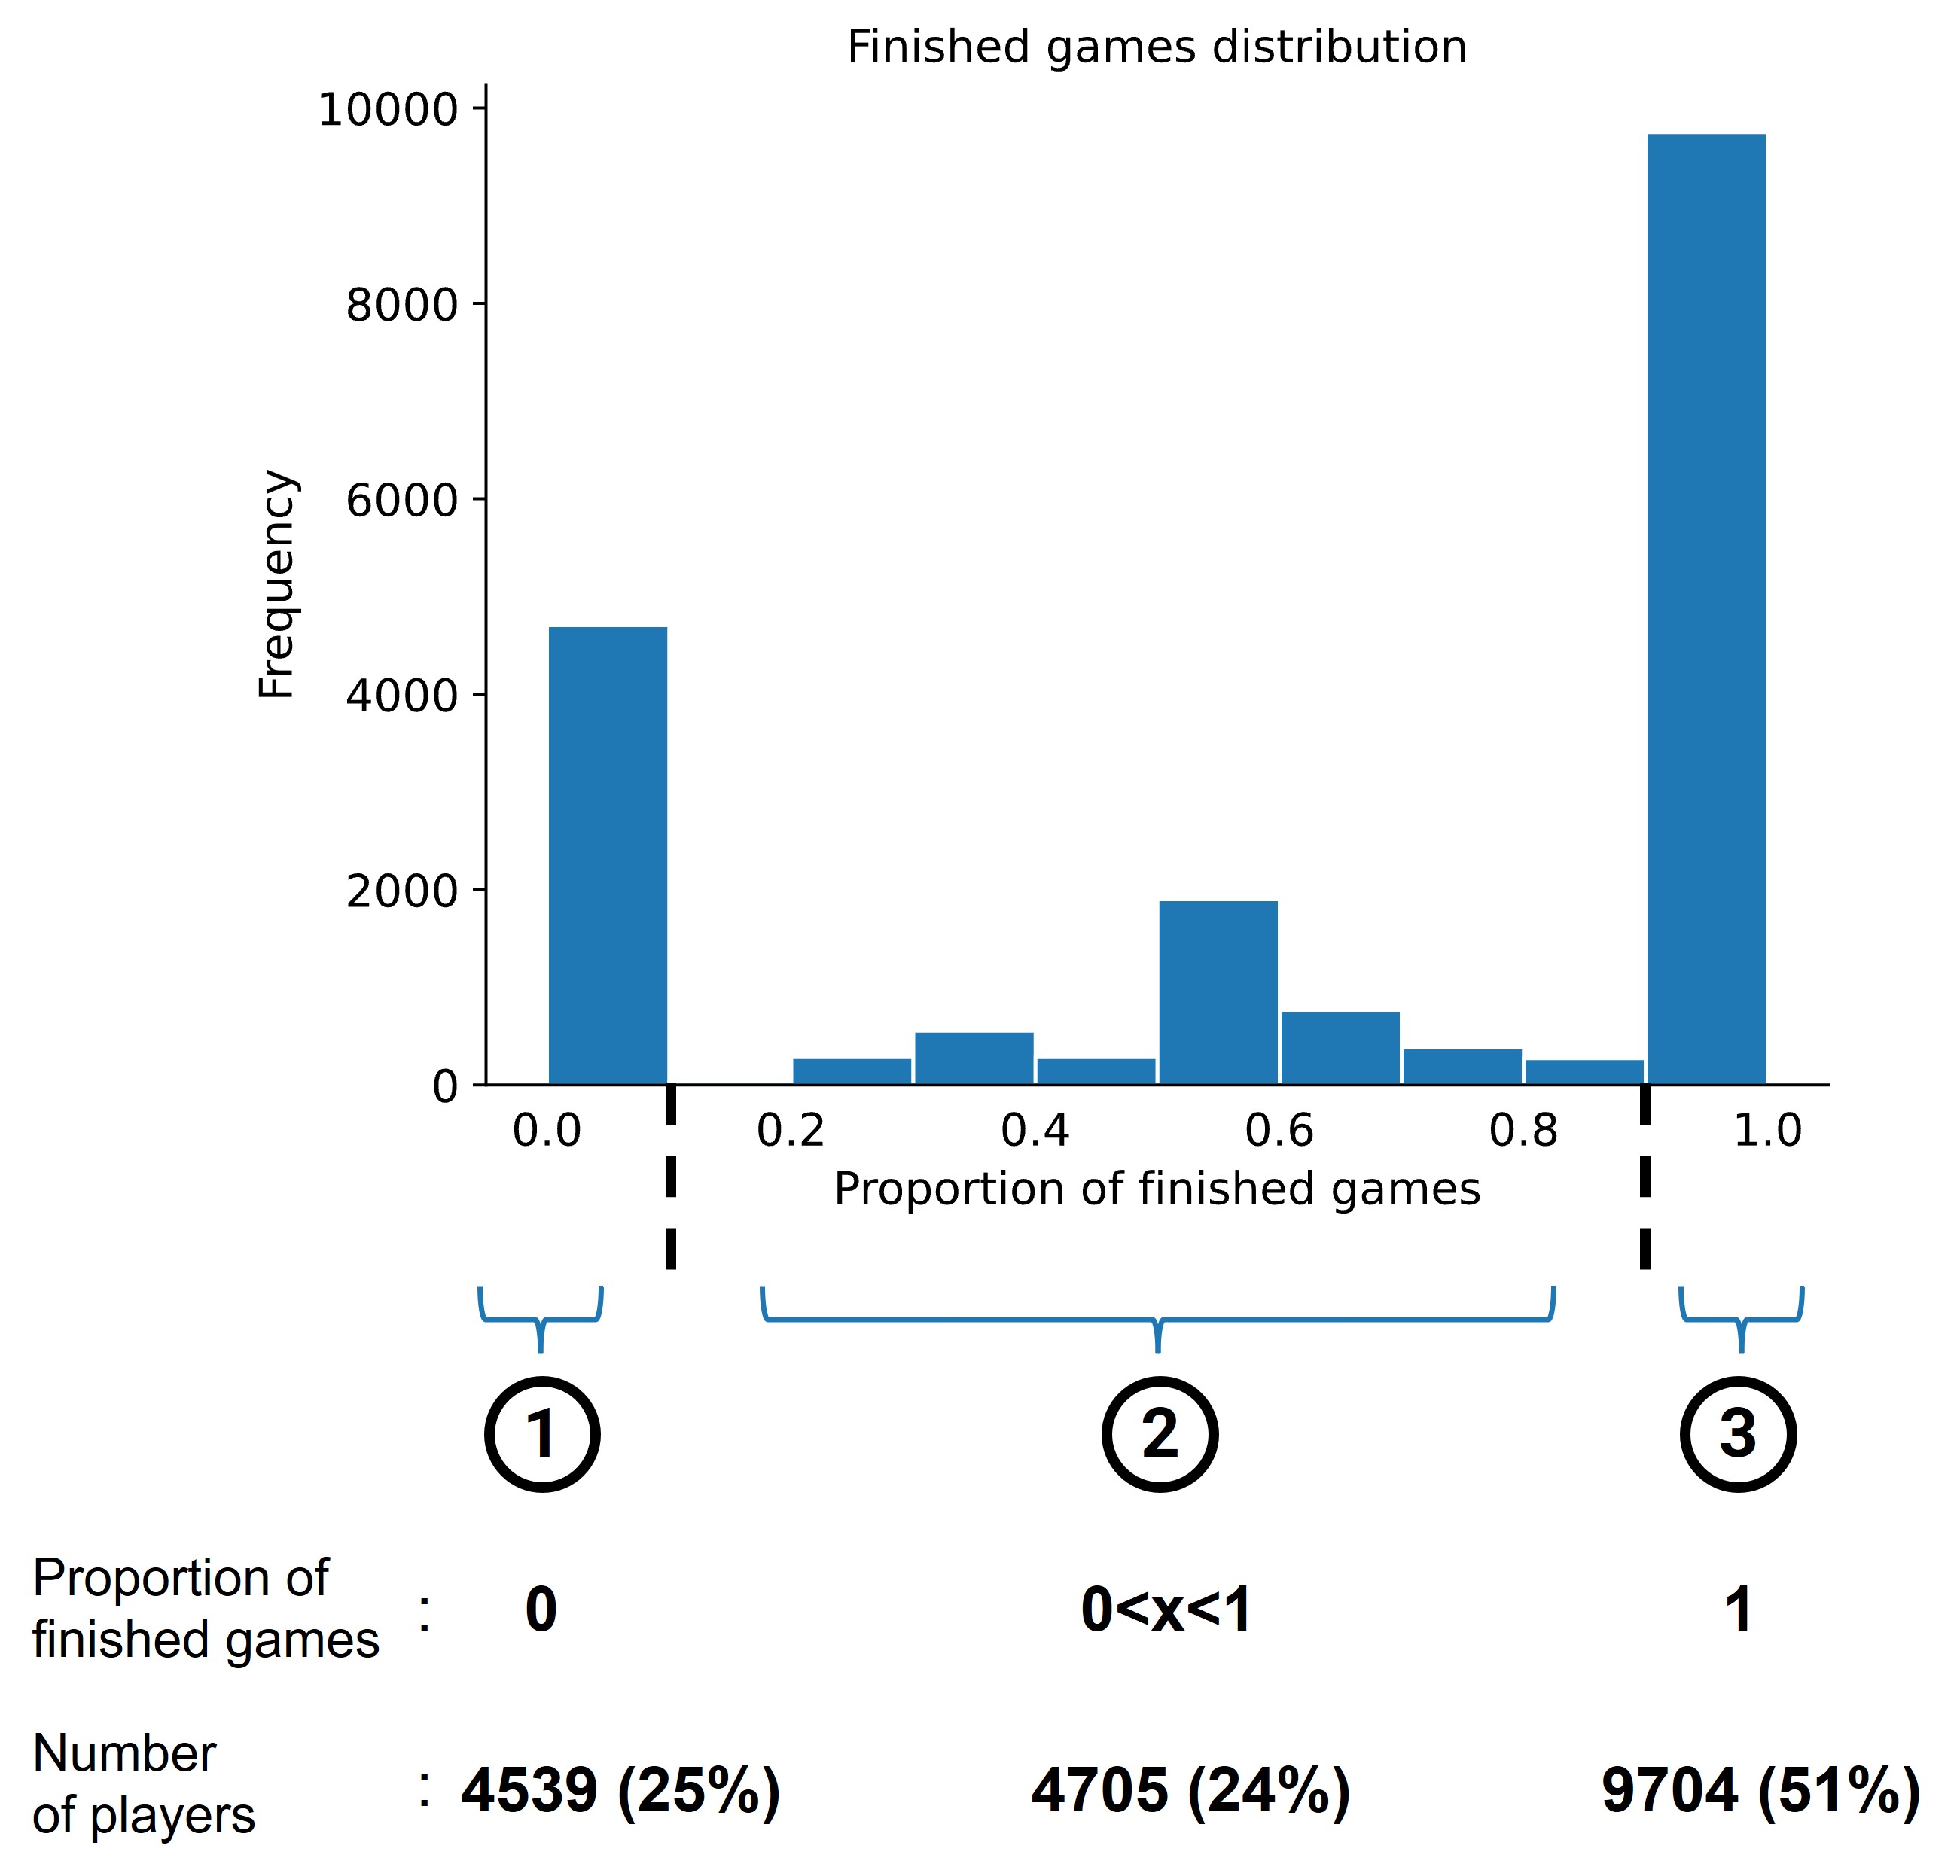 Finished games distribution
10000
8000
6000
4000
2000
0
Frequency
0.0 0.2 0.4 0.6 0.8 1.0
Proportion of finished games
1 2 3
Proportion of
finished games : 0 0<x<1 1
Number
of players : 4539 (25%) 4705 (24%) 9704 (51%)